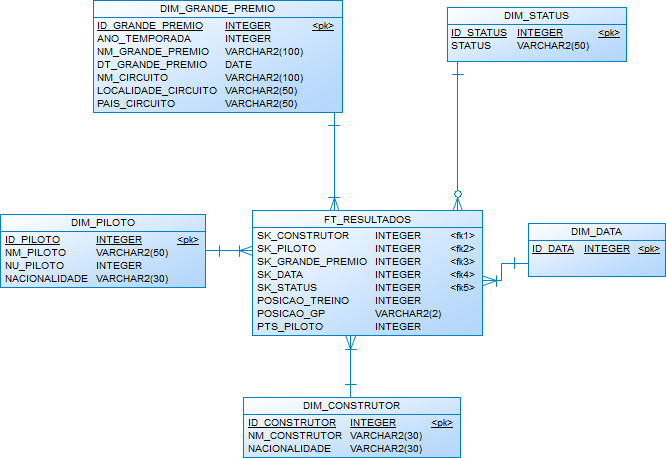 DIM_GRANDE_PREMIO
ID_GRANDE_PREMIO INTEGER <pk>
ANO_TEMPORADA INTEGER
NM_GRANDE_PREMIO VARCHAR2(100)
DT_GRANDE_PREMIO DATE
NM_CIRCUITO VARCHAR2(100)
LOCALIDADE_CIRCUITO VARCHAR2(50)
PAIS_CIRCUITO VARCHAR2(50)
DIM_STATUS
ID_STATUS INTEGER <pk>
STATUS VARCHAR2(50)
DIM_PILOTO
ID_PILOTO INTEGER <pk>
NM_PILOTO VARCHAR2(50)
NU_PILOTO INTEGER
NACIONALIDADE VARCHAR2(30)
FT_RESULTADOS
SK_CONSTRUTOR INTEGER <fk1>
SK_PILOTO INTEGER <fk2>
SK_GRANDE_PREMIO INTEGER <fk3>
SK_DATA INTEGER <fk4>
SK_STATUS INTEGER <fk5>
POSICAO_TREINO INTEGER
POSICAO_GP VARCHAR2(2)
PTS_PILOTO INTEGER
DIM_DATA
ID_DATA INTEGER <pk>
DIM_CONSTRUTOR
ID_CONSTRUTOR INTEGER <pk>
NM_CONSTRUTOR VARCHAR2(30)
NACIONALIDADE VARCHAR2(30)